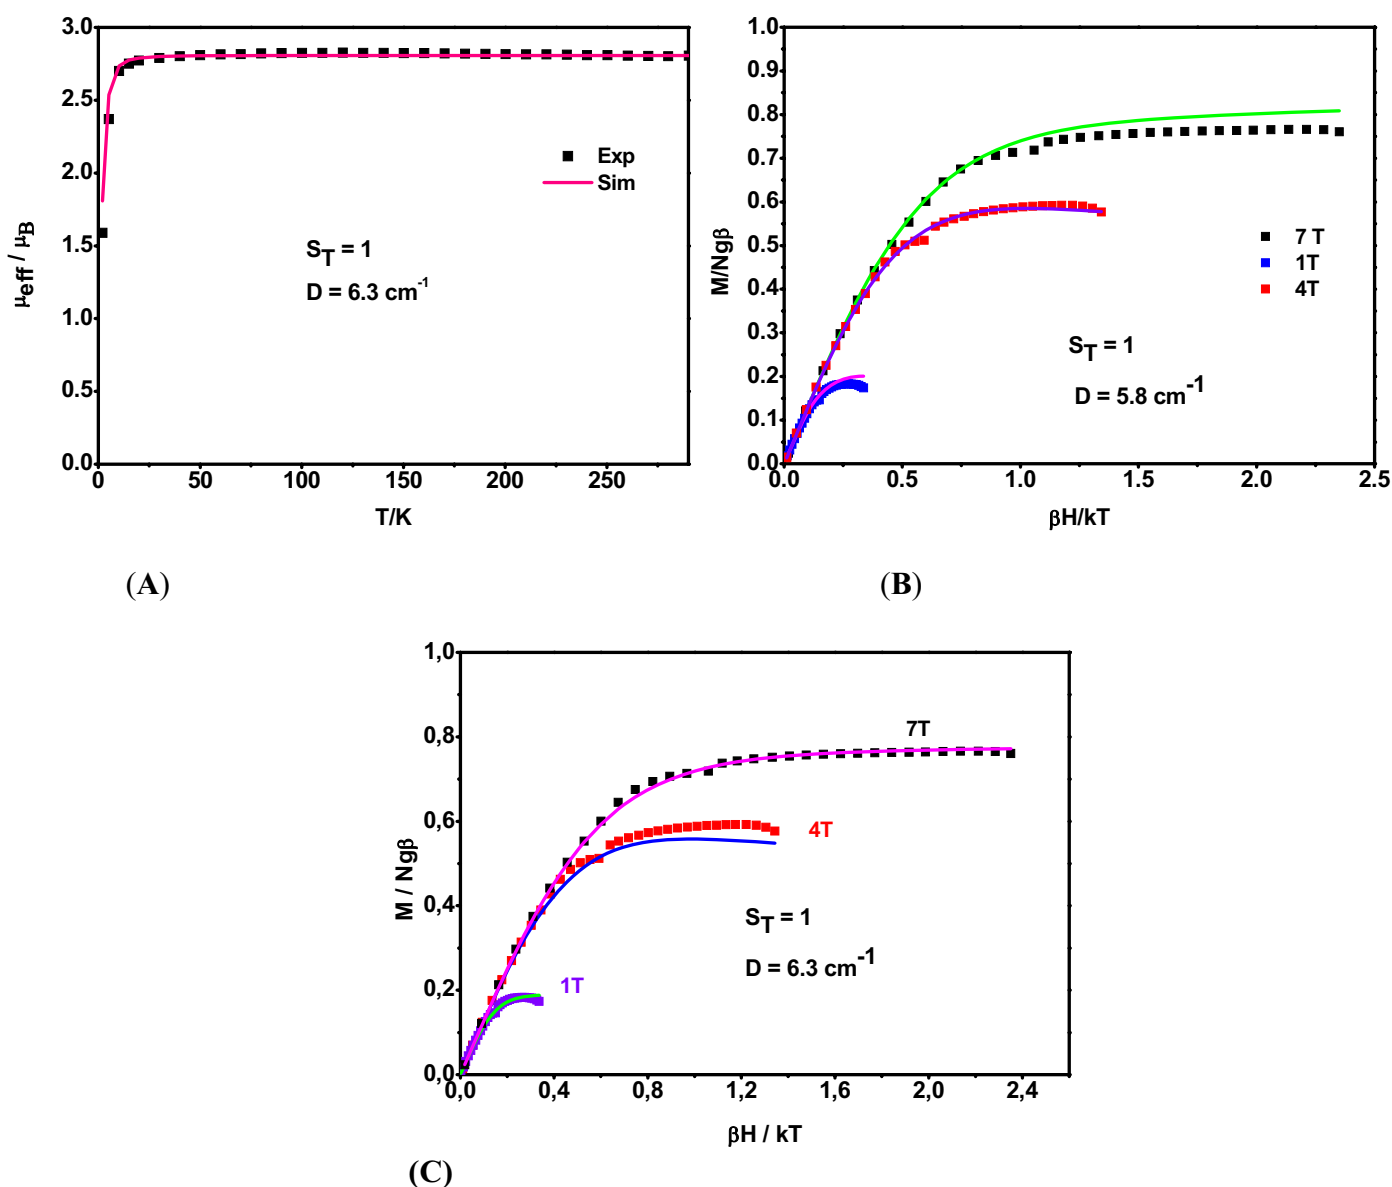 3.0
2.5
2.0
1.5
1.0
0.5
0.0
0
50
100
150
200
250
μeff / μB
T/K
Exp
Sim
ST = 1
D = 6.3 cm-1
(A)
1.0
0.9
0.8
0.7
0.6
0.5
0.4
0.3
0.2
0.1
0.0
0.0
0.5
1.0
1.5
2.0
2.5
M/Ngβ
βH/kT
7 T
1T
4T
ST = 1
D = 5.8 cm-1
(B)
1,0
0,8
0,6
0,4
0,2
0,0
0,0
0,4
0,8
1,2
1,6
2,0
2,4
M / Ngβ
βH / kT
7T
4T
1T
ST = 1
D = 6.3 cm-1
(C)